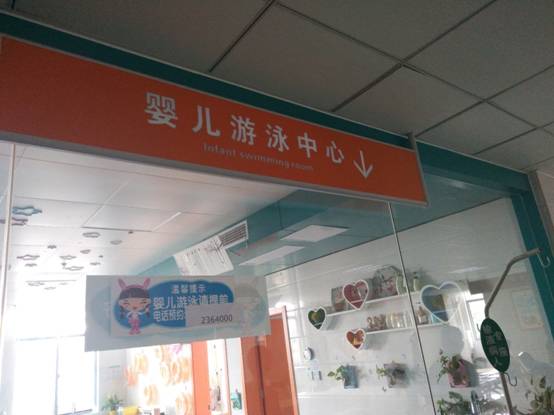 婴儿游泳中心
Infant swimming room
温馨提示
婴儿游泳请提前
电话预约
2364000